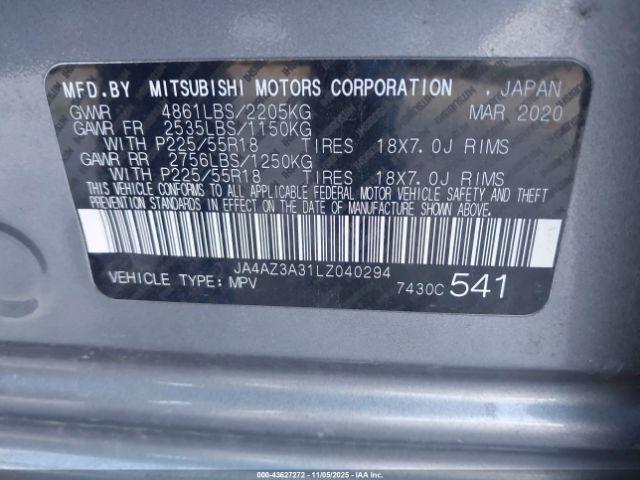 MFD.BY MITSUBISHI MOTORS CORPORATION . JAPAN
GVWR 4861LBS/2205KG MAR 2020
GAWR FR 2535LBS/1150KG
WITH P225/55R18 TIRES 18X7.0J RIMS
GAWR RR 2756LBS/1250KG
WITH P225/55R18 TIRES 18X7.0J RIMS
THIS VEHICLE CONFORMS TO ALL APPLICABLE FEDERAL MOTOR VEHICLE SAFETY AND THEFT
PREVENTION STANDARDS IN EFFECT ON THE DATE OF MANUFACTURE SHOWN ABOVE.
JA4AZ3A31LZ040294
VEHICLE TYPE: MPV 7430C 541
000-43627272 - 11/05/2025 - IAAI.CA